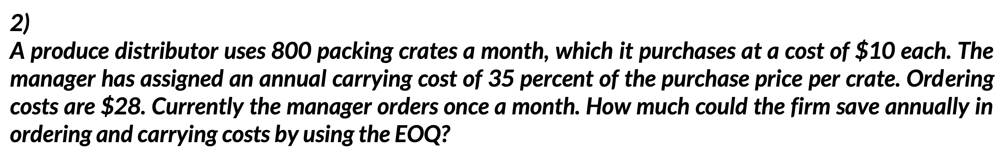 2)
A produce distributor uses 800 packing crates a month, which it purchases at a cost of $10 each. The
manager has assigned an annual carrying cost of 35 percent of the purchase price per crate. Ordering
costs are $28. Currently the manager orders once a month. How much could the firm save annually in
ordering and carrying costs by using the EOQ?